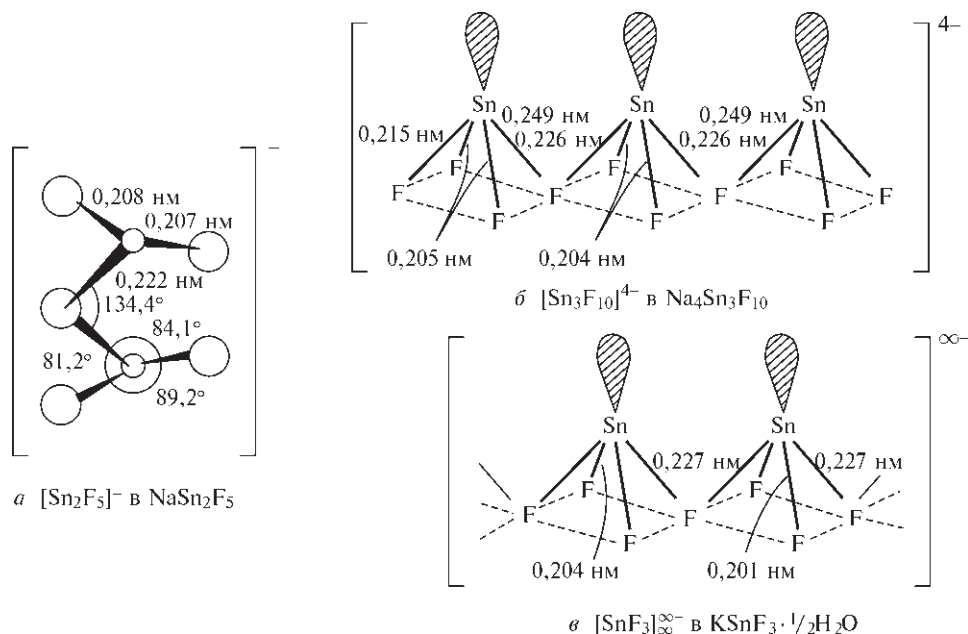 4–
Sn Sn Sn
0,249 нм 0,249 нм
0,215 нм 0,226 нм 0,226 нм
F F F
F F F F
F F F
0,205 нм 0,204 нм
б [Sn₃F₁₀]⁴⁻ в Na₄Sn₃F₁₀
–
0,208 нм
0,207 нм
0,222 нм
134,4°
84,1°
81,2°
89,2°
а [Sn₂F₅]⁻ в NaSn₂F₅
∞–
Sn Sn
0,227 нм 0,227 нм
F F
F F F
F F
0,204 нм 0,201 нм
в [SnF₃]∞^∞– в KSnF₃·1/2H₂O